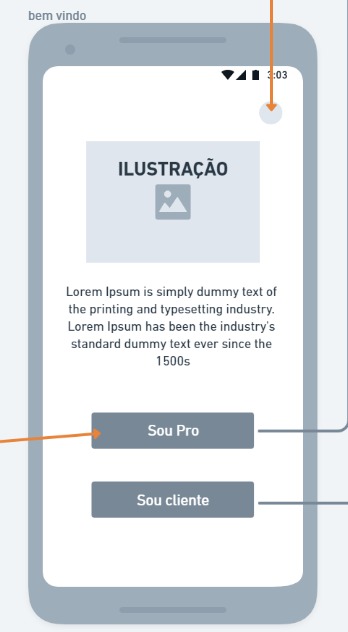 bem vindo
3:03
ILUSTRAÇÃO
Lorem Ipsum is simply dummy text of
the printing and typesetting industry.
Lorem Ipsum has been the industry's
standard dummy text ever since the
1500s
Sou Pro
Sou cliente